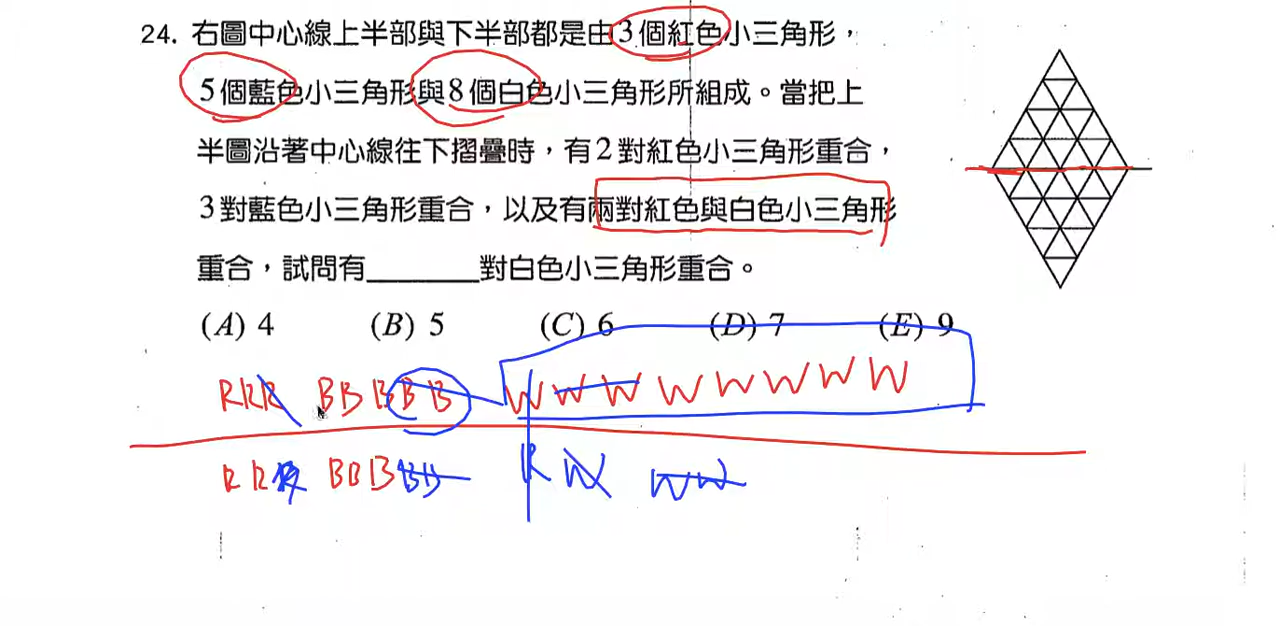 24. 右圖中心線上半部與下半部都是由3個紅色小三角形，
5個藍色小三角形與8個白色小三角形所組成。當把上
半圖沿著中心線往下摺疊時，有2對紅色小三角形重合，
3對藍色小三角形重合，以及有兩對紅色與白色小三角形
重合，試問有________對白色小三角形重合。
(A) 4 (B) 5 (C) 6 (D) 7 (E) 9
R R R B B B B B W W W W W W W W
R R R B B B B B R W W W